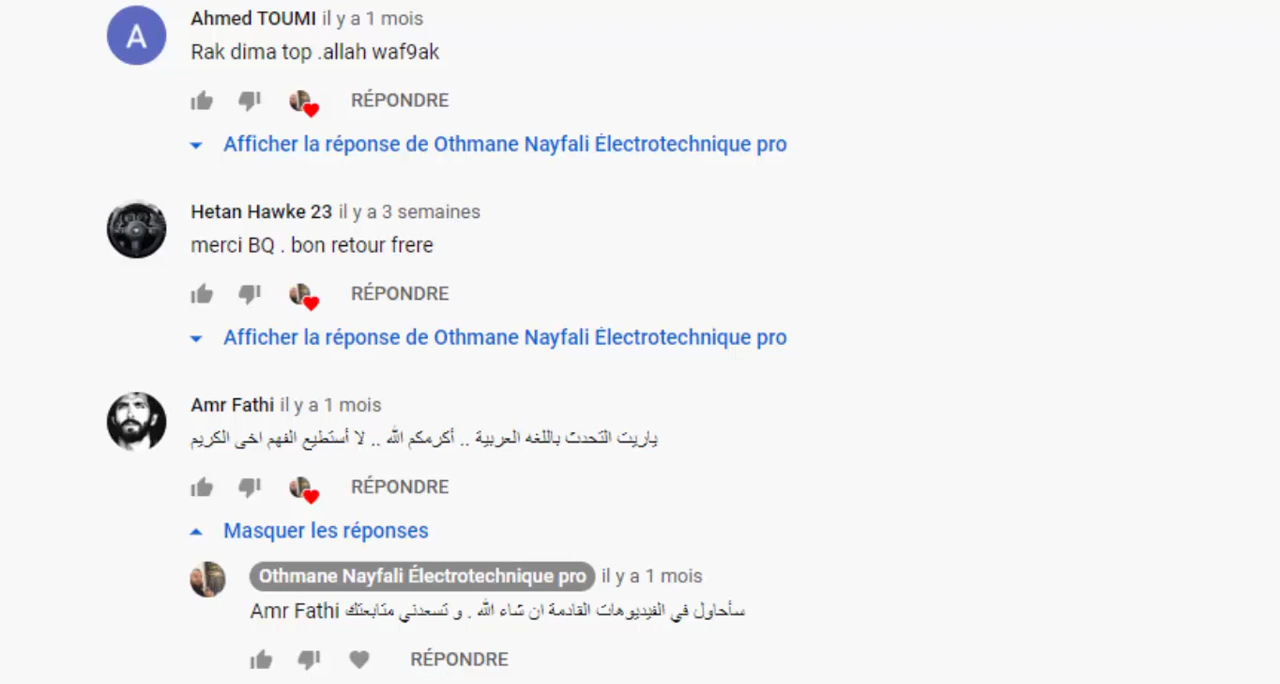 A
Ahmed TOUMI il y a 1 mois
Rak dima top .allah waf9ak
RÉPONDRE
Afficher la réponse de Othmane Nayfali Électrotechnique pro
Hetan Hawke 23 il y a 3 semaines
merci BQ . bon retour frere
RÉPONDRE
Afficher la réponse de Othmane Nayfali Électrotechnique pro
Amr Fathi il y a 1 mois
ياريت التحدث باللغه العربية .. أكرمكم الله .. لا أستطيع الفهم اخى الكريم
RÉPONDRE
Masquer les réponses
Othmane Nayfali Électrotechnique pro il y a 1 mois
Amr Fathi سأحاول في الفيديوهات القادمة ان شاء الله . و تسعدني متابعتك
RÉPONDRE